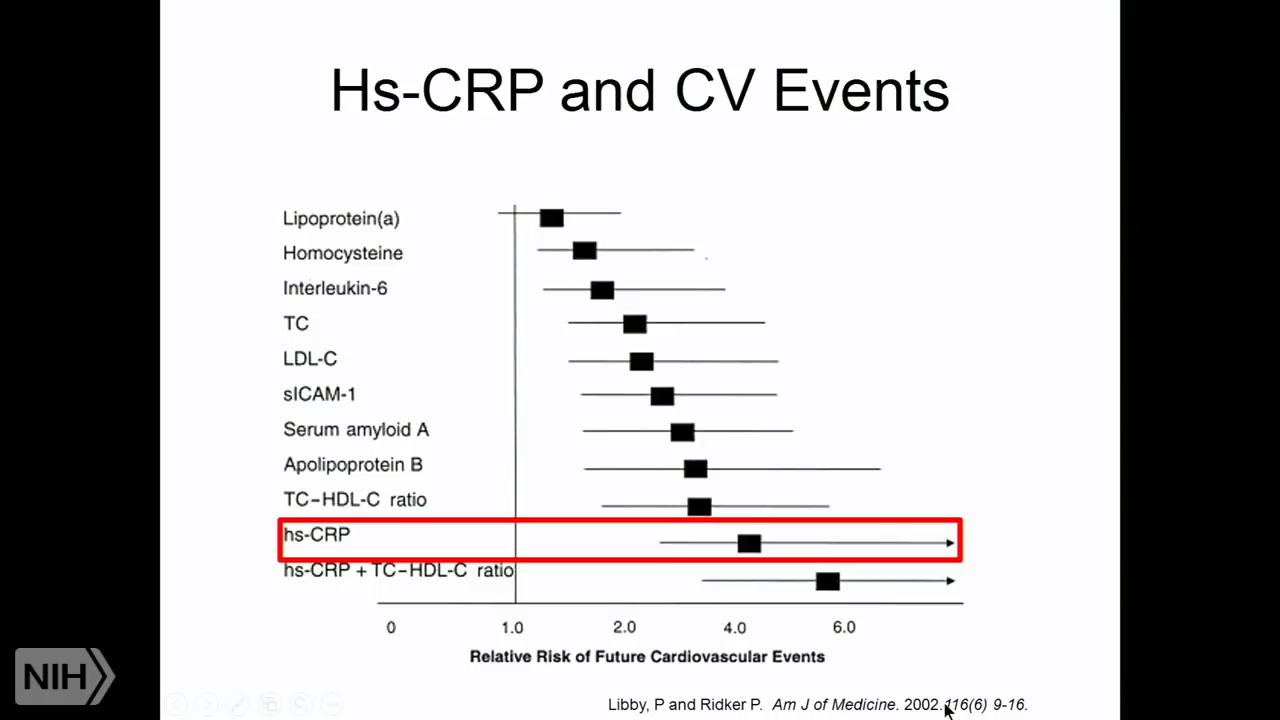 Hs-CRP and CV Events
Lipoprotein(a)
Homocysteine
Interleukin-6
TC
LDL-C
sICAM-1
Serum amyloid A
Apolipoprotein B
TC–HDL-C ratio
hs-CRP
hs-CRP + TC–HDL-C ratio
0 1.0 2.0 4.0 6.0
Relative Risk of Future Cardiovascular Events
NIH
Libby, P and Ridker P. Am J of Medicine. 2002.116(6) 9-16.